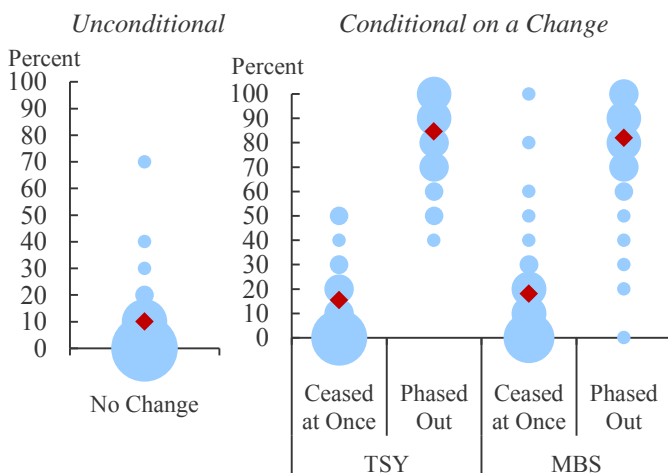 Unconditional
Conditional on a Change
Percent
100
90
80
70
60
50
40
30
20
10
0
No Change
Percent
100
90
80
70
60
50
40
30
20
10
0
Ceased
at Once
Phased
Out
Ceased
at Once
Phased
Out
TSY
MBS